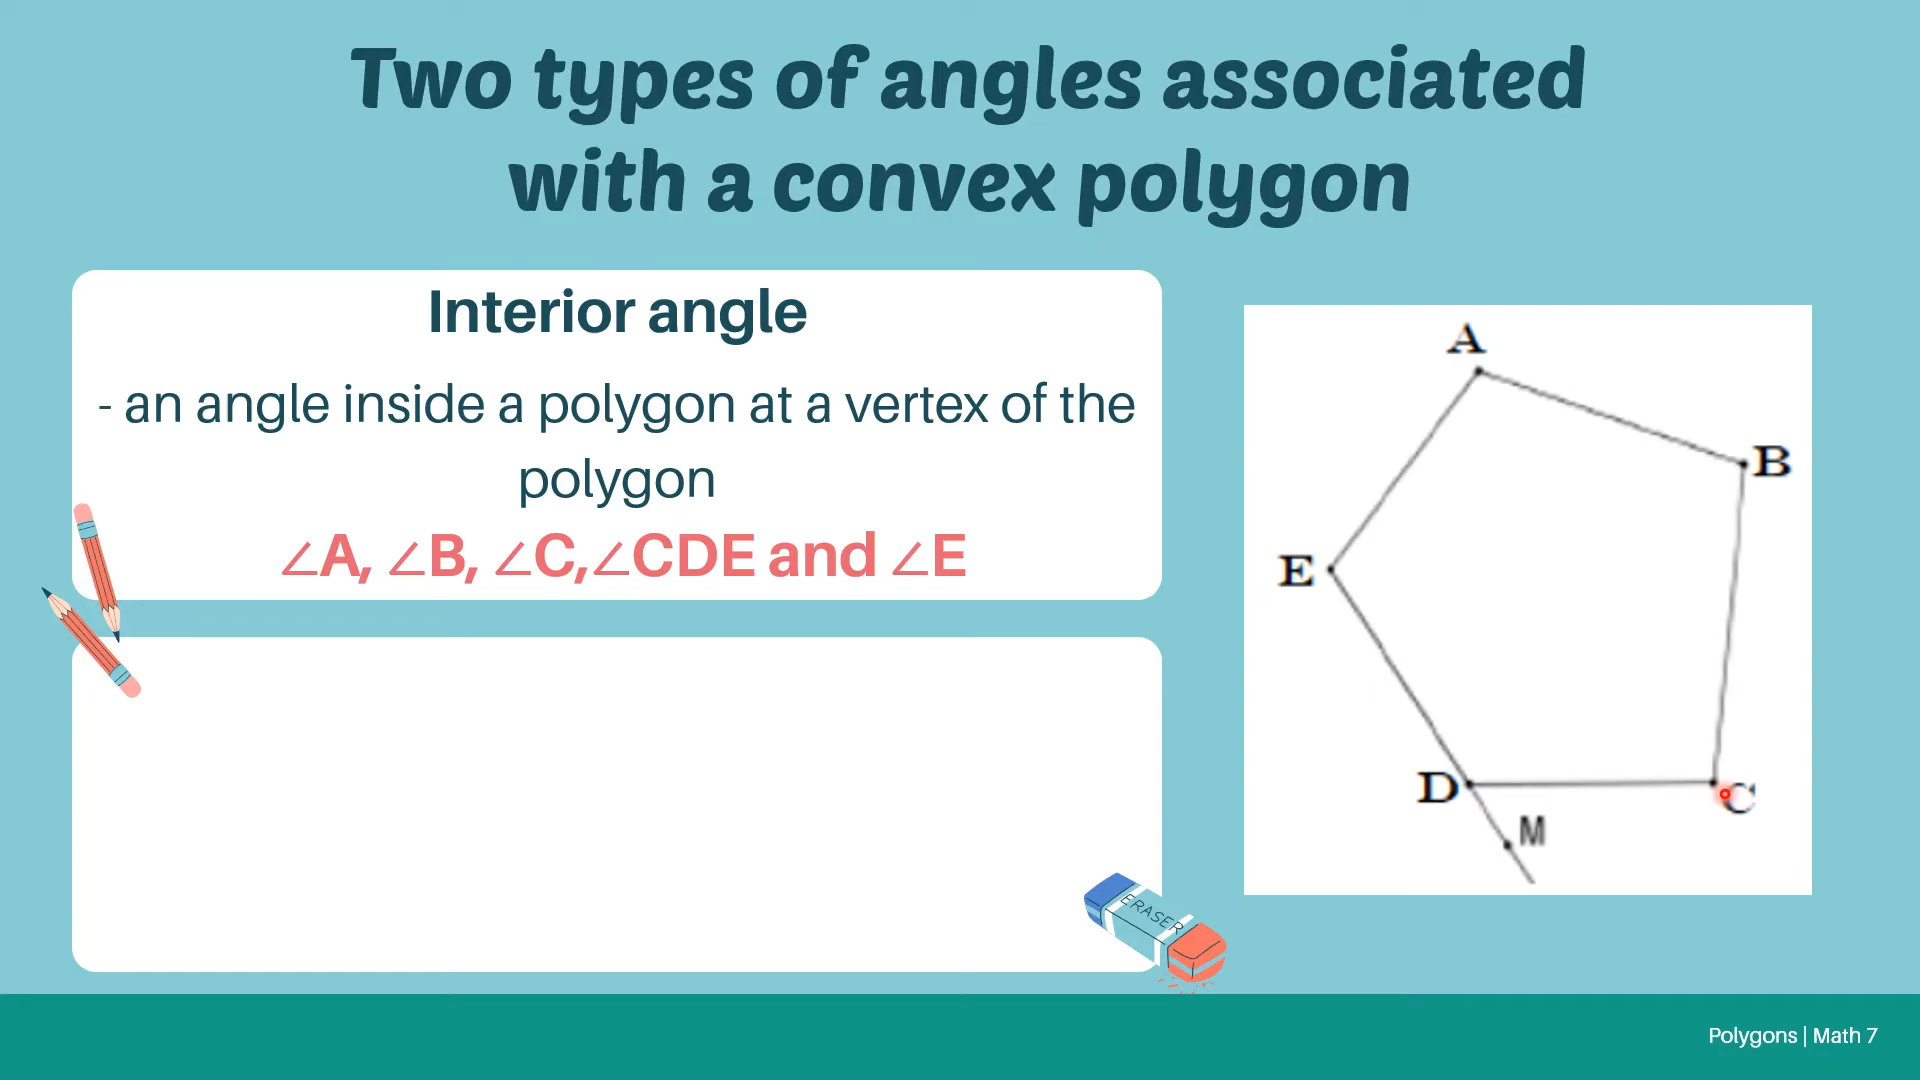 Two types of angles associated
with a convex polygon
Interior angle
- an angle inside a polygon at a vertex of the
polygon
∠A, ∠B, ∠C,∠CDE and ∠E
A
B
E
D
C
M
ERASER
Polygons | Math 7